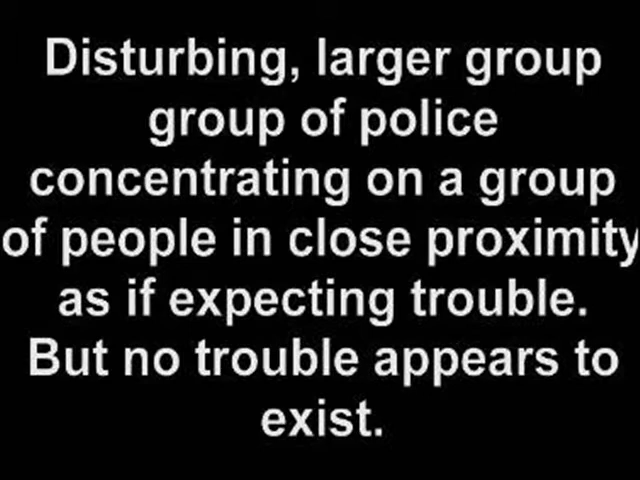 Disturbing, larger group
group of police
concentrating on a group
of people in close proximity
as if expecting trouble.
But no trouble appears to
exist.